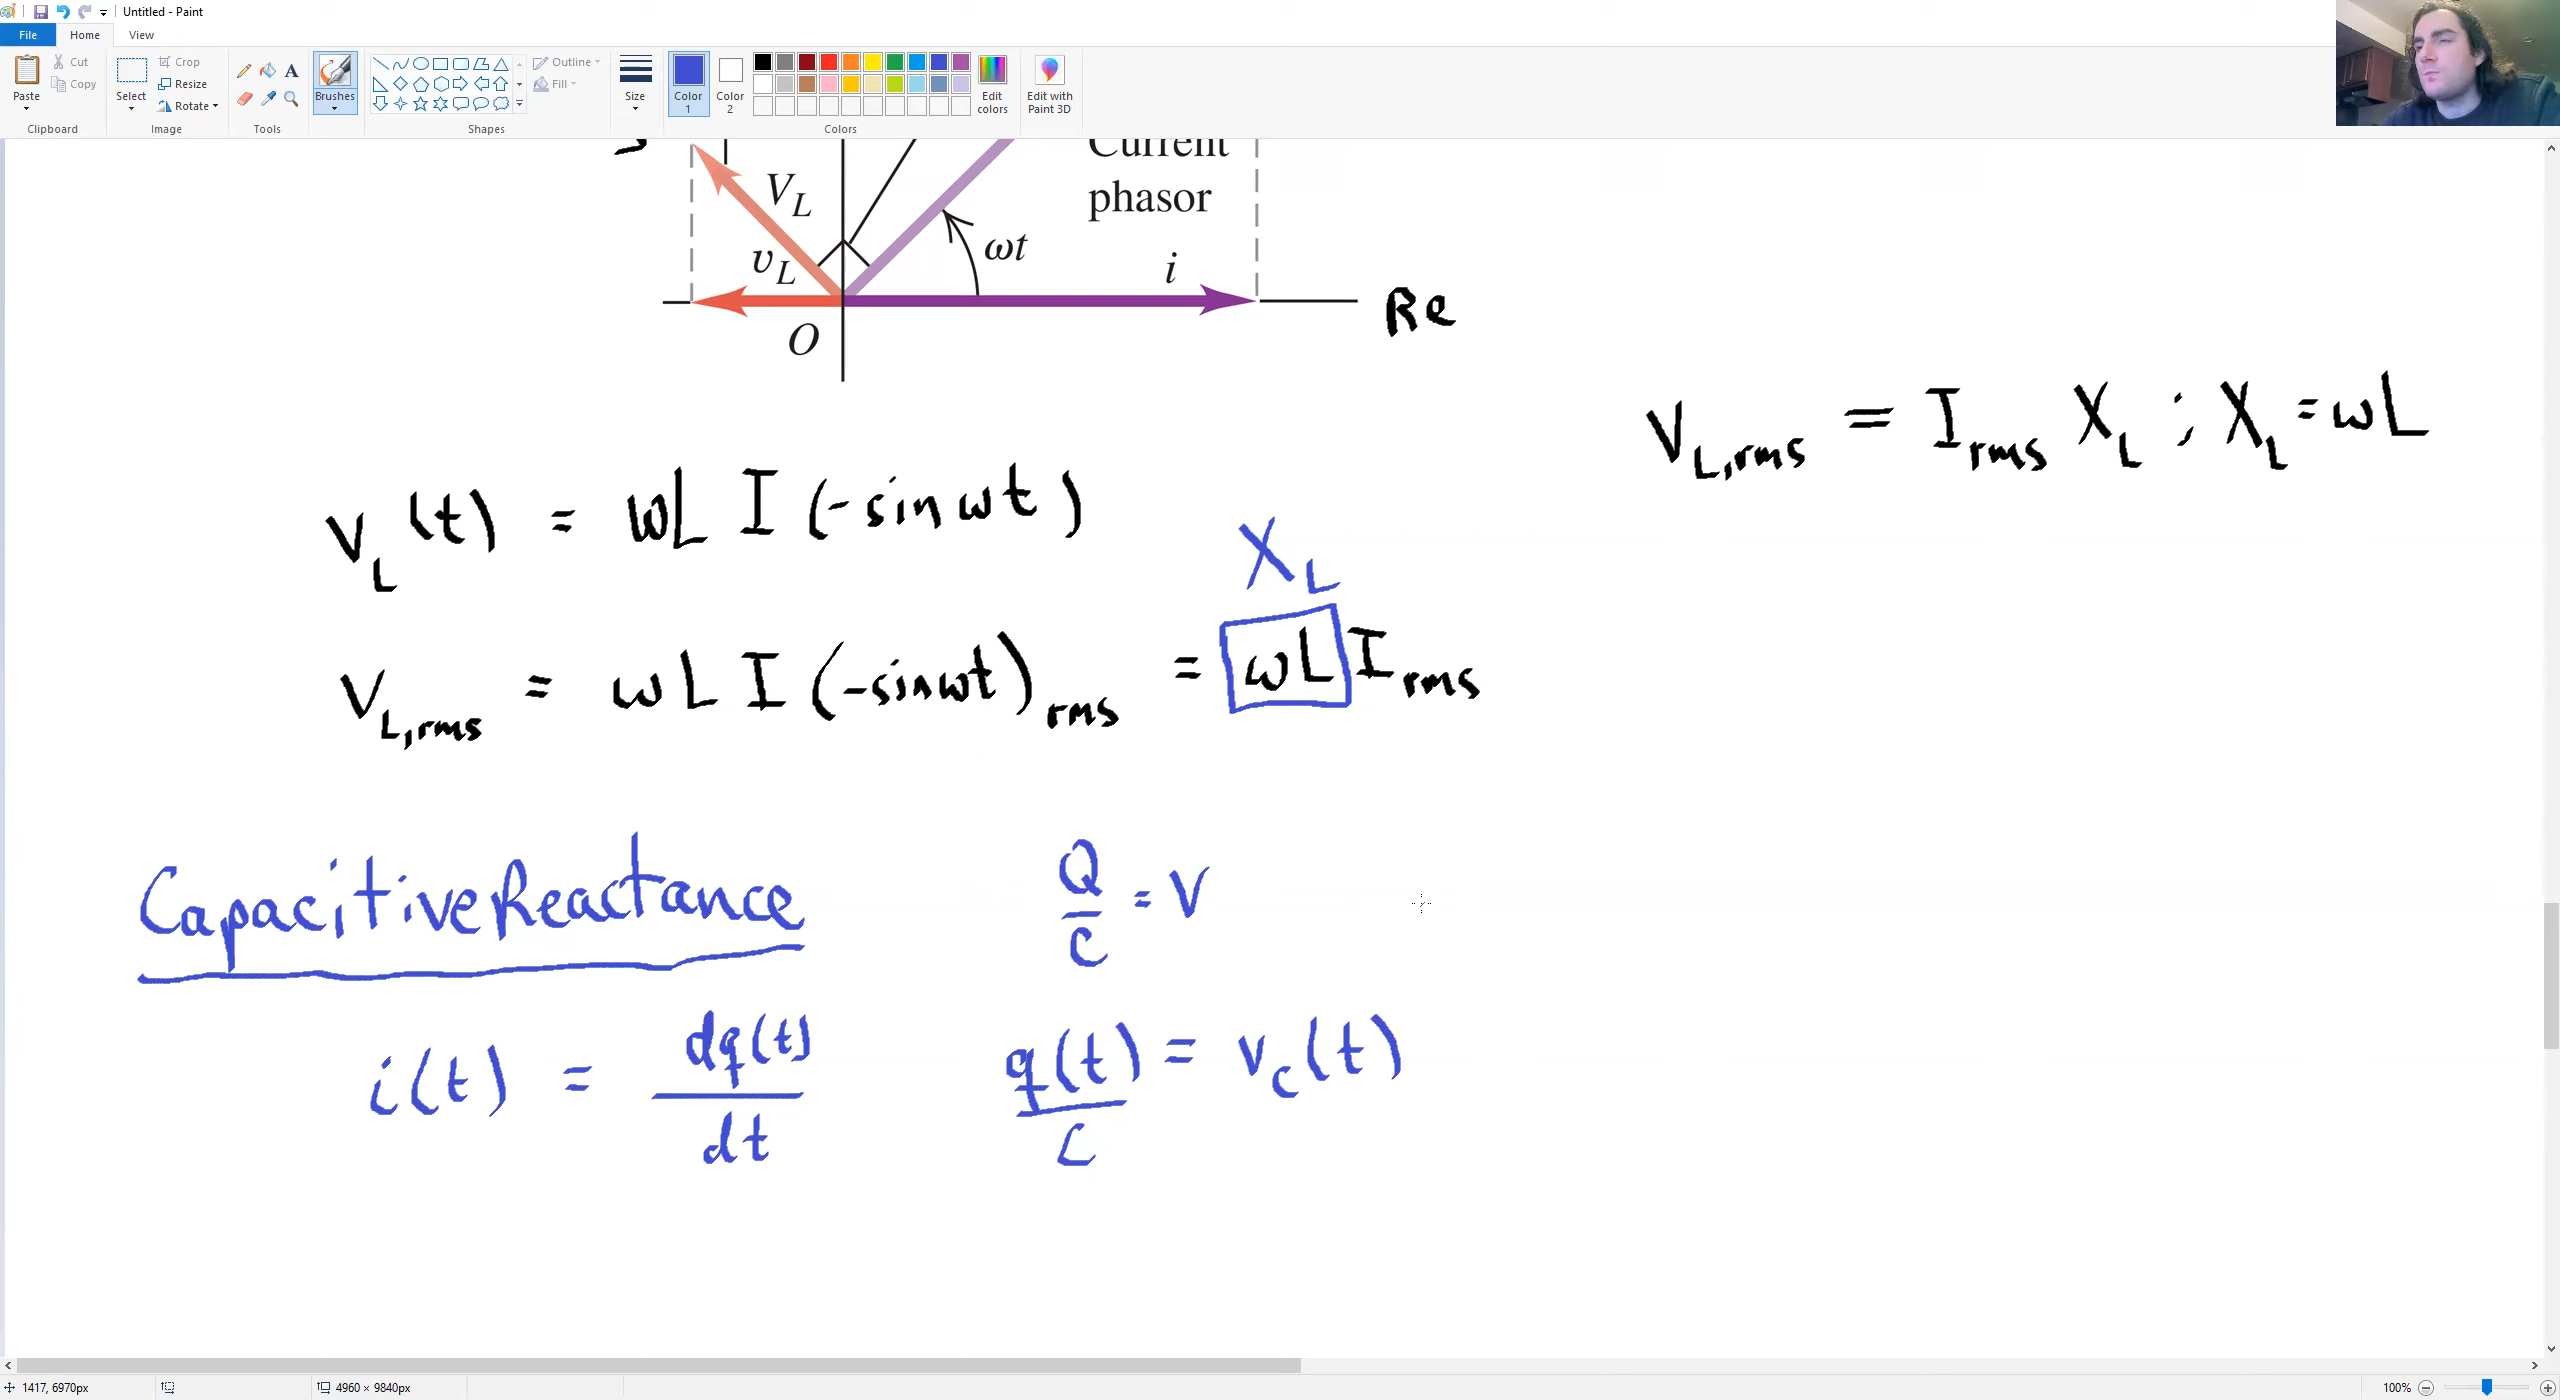 Untitled - Paint
File Home View
Paste Cut Copy Clipboard
Select Crop Resize Rotate Image
A Tools
Brushes
Outline Fill Shapes
Size
Color 1 Color 2 Edit colors Colors
Edit with Paint 3D
V_L
Current
phasor
v_L
ωt
i
O
Re
V_L,rms = I_rms X_L ; X_L = ωL
v_L(t) = ωL I (-sin ωt)
X_L
V_L,rms = ωL I (-sin ωt)_rms = ωL I_rms
Capacitive Reactance
Q/C = V
i(t) = dq(t)/dt
q(t)/C = v_C(t)
1417, 6970px
4960 × 9840px
100%